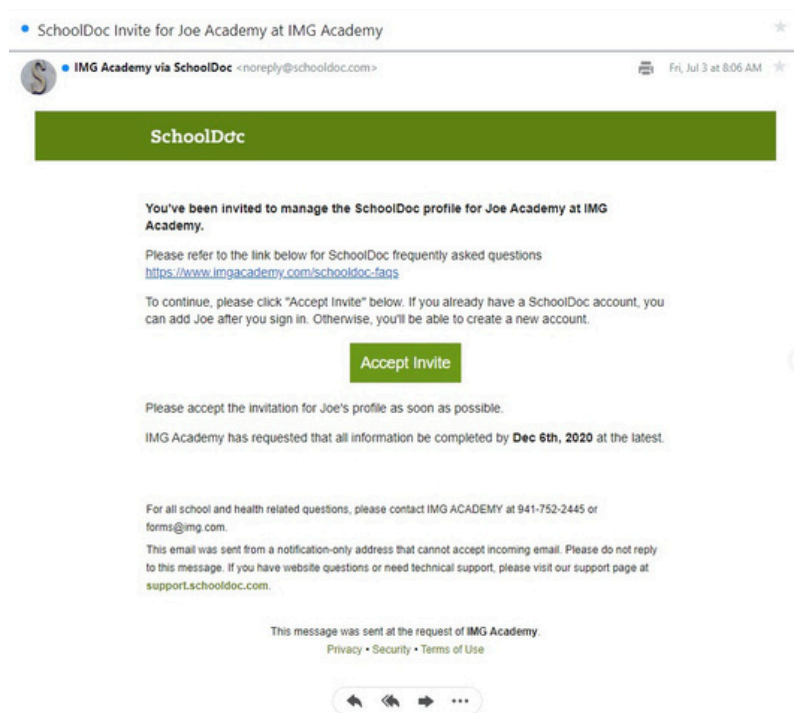 SchoolDoc Invite for Joe Academy at IMG Academy
IMG Academy via SchoolDoc <noreply@schooldoc.com>
Fri, Jul 3 at 8:06 AM
SchoolDoc
You've been invited to manage the SchoolDoc profile for Joe Academy at IMG
Academy.
Please refer to the link below for SchoolDoc frequently asked questions
https://www.imgacademy.com/schooldoc-faqs
To continue, please click "Accept Invite" below. If you already have a SchoolDoc account, you
can add Joe after you sign in. Otherwise, you'll be able to create a new account.
Accept Invite
Please accept the invitation for Joe's profile as soon as possible.
IMG Academy has requested that all information be completed by Dec 6th, 2020 at the latest.
For all school and health related questions, please contact IMG ACADEMY at 941-752-2445 or
forms@img.com.
This email was sent from a notification-only address that cannot accept incoming email. Please do not reply
to this message. If you have website questions or need technical support, please visit our support page at
support.schooldoc.com.
This message was sent at the request of IMG Academy.
Privacy • Security • Terms of Use